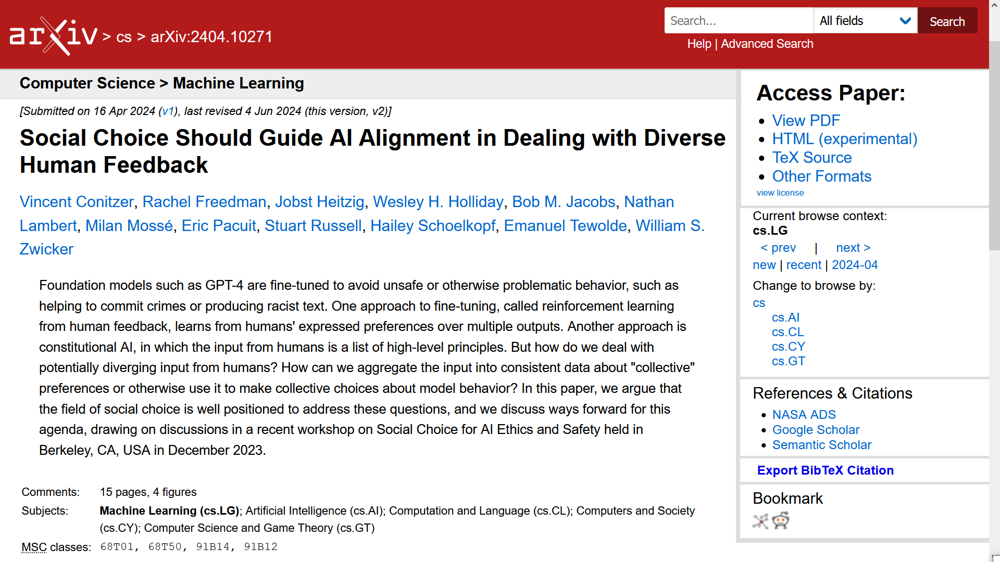 arXiv > cs > arXiv:2404.10271
Search...
All fields
Search
Help | Advanced Search
Computer Science > Machine Learning
[Submitted on 16 Apr 2024 (v1), last revised 4 Jun 2024 (this version, v2)]
Social Choice Should Guide AI Alignment in Dealing with Diverse
Human Feedback
Vincent Conitzer, Rachel Freedman, Jobst Heitzig, Wesley H. Holliday, Bob M. Jacobs, Nathan
Lambert, Milan Mossé, Eric Pacuit, Stuart Russell, Hailey Schoelkopf, Emanuel Tewolde, William S.
Zwicker
Foundation models such as GPT-4 are fine-tuned to avoid unsafe or otherwise problematic behavior, such as
helping to commit crimes or producing racist text. One approach to fine-tuning, called reinforcement learning
from human feedback, learns from humans' expressed preferences over multiple outputs. Another approach is
constitutional AI, in which the input from humans is a list of high-level principles. But how do we deal with
potentially diverging input from humans? How can we aggregate the input into consistent data about "collective"
preferences or otherwise use it to make collective choices about model behavior? In this paper, we argue that
the field of social choice is well positioned to address these questions, and we discuss ways forward for this
agenda, drawing on discussions in a recent workshop on Social Choice for AI Ethics and Safety held in
Berkeley, CA, USA in December 2023.
Comments: 15 pages, 4 figures
Subjects: Machine Learning (cs.LG); Artificial Intelligence (cs.AI); Computation and Language (cs.CL); Computers and Society
(cs.CY); Computer Science and Game Theory (cs.GT)
MSC classes: 68T01, 68T50, 91B14, 91B12
Access Paper:
View PDF
HTML (experimental)
TeX Source
Other Formats
view license
Current browse context:
cs.LG
< prev | next >
new | recent | 2024-04
Change to browse by:
cs
cs.AI
cs.CL
cs.CY
cs.GT
References & Citations
NASA ADS
Google Scholar
Semantic Scholar
Export BibTeX Citation
Bookmark